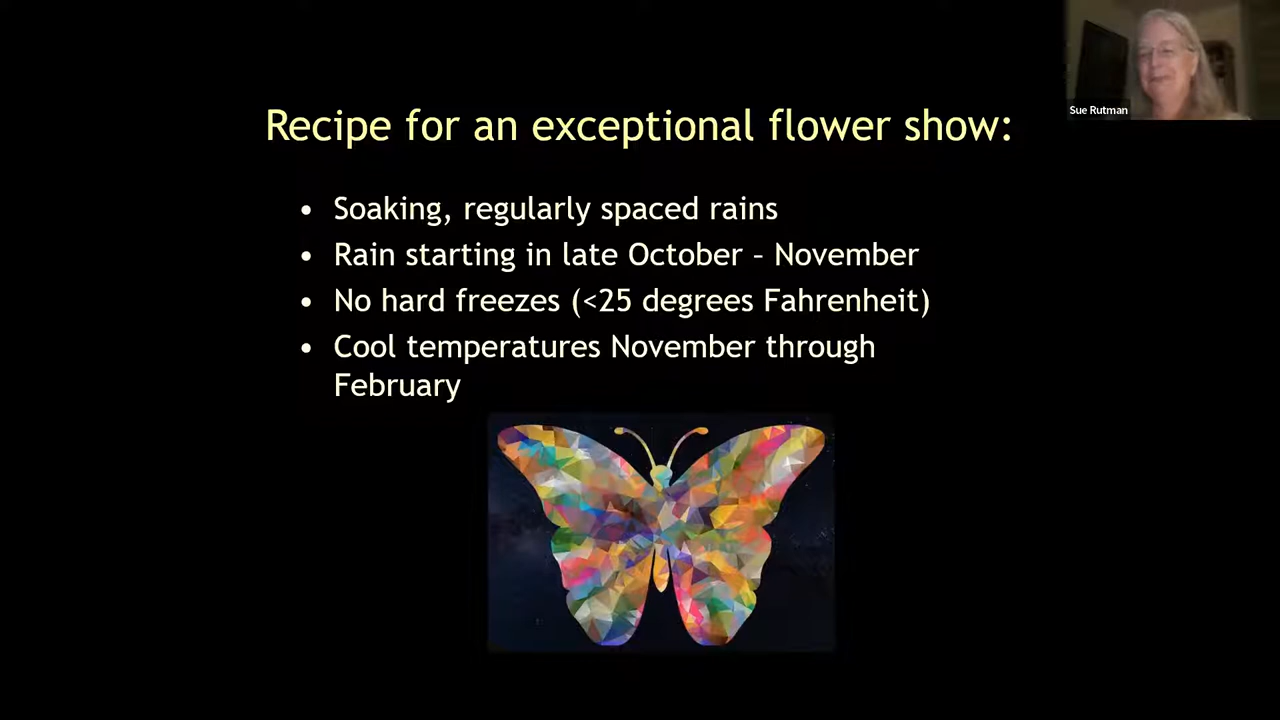 Sue Rutman
Recipe for an exceptional flower show:
• Soaking, regularly spaced rains
• Rain starting in late October – November
• No hard freezes (<25 degrees Fahrenheit)
• Cool temperatures November through
February